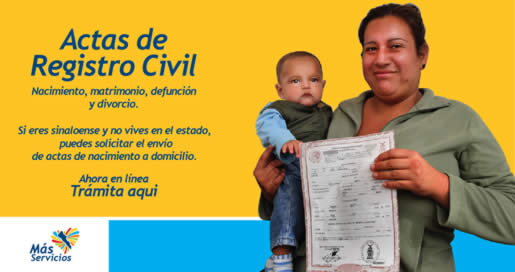 Actas de
Registro Civil
Nacimiento, matrimonio, defunción
y divorcio.
Si eres sinaloense y no vives en el estado,
puedes solicitar el envío
de actas de nacimiento a domicilio.
Ahora en línea
Trámita aqui
Más
Servicios